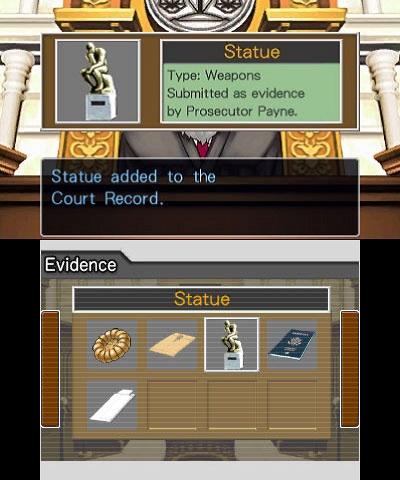 Statue
Type: Weapons
Submitted as evidence
by Prosecutor Payne.
Statue added to the
Court Record.
Evidence
Statue